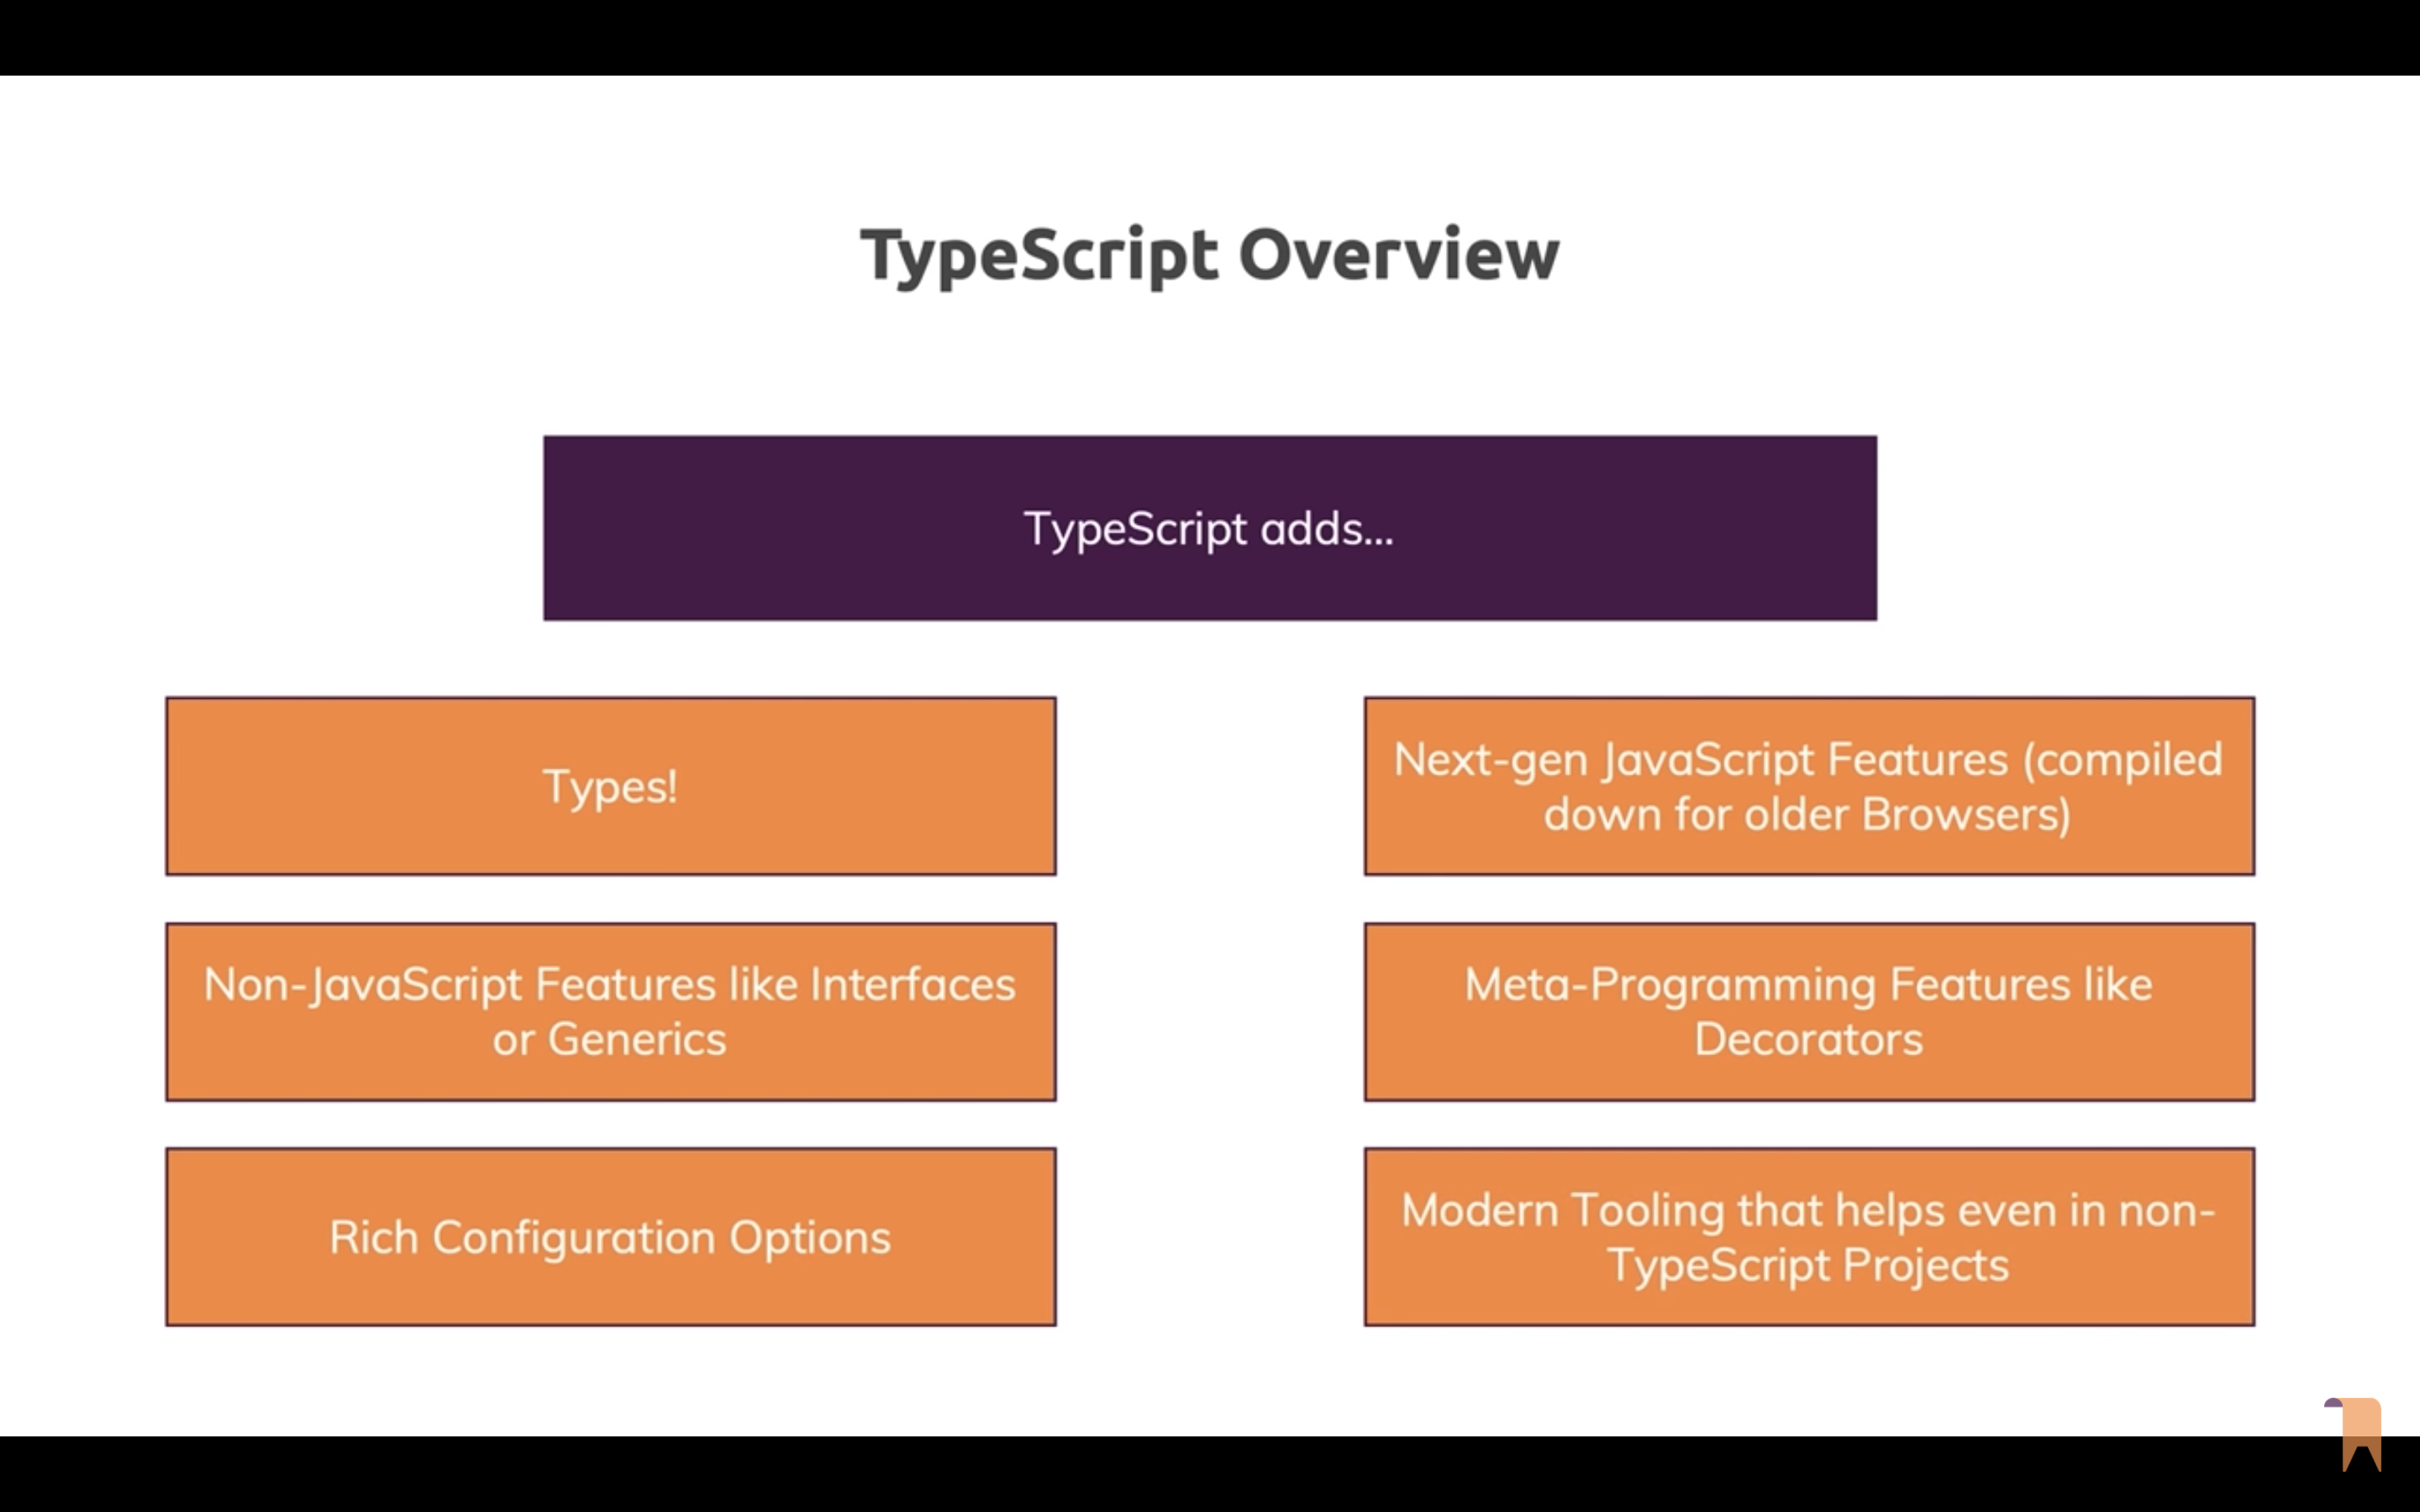 TypeScript Overview
TypeScript adds...
Types!
Next-gen JavaScript Features (compiled
down for older Browsers)
Non-JavaScript Features like Interfaces
or Generics
Meta-Programming Features like
Decorators
Rich Configuration Options
Modern Tooling that helps even in non-
TypeScript Projects